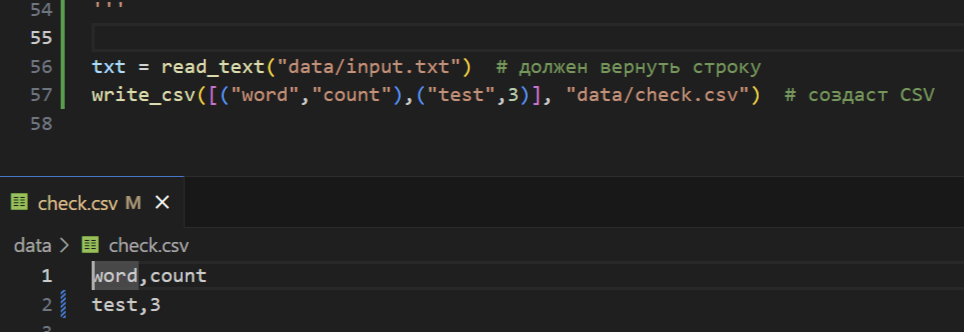 54 '''
55
56 txt = read_text("data/input.txt")  # должен вернуть строку
57 write_csv([("word","count"),("test",3)], "data/check.csv")  # создаст CSV
58
check.csv M ×
data > check.csv
1 word,count
2 test,3
3